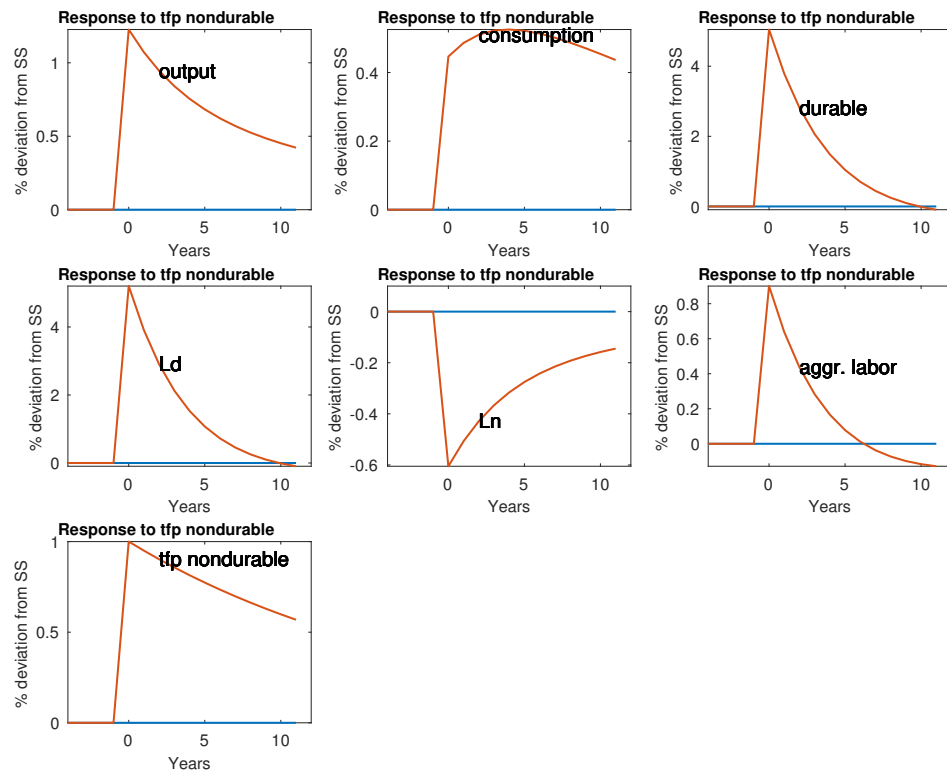 Response to tfp nondurable
% deviation from SS
1
0.5
0
output
0
5
10
Years
Response to tfp nondurable
% deviation from SS
0.4
0.2
0
consumption
0
5
10
Years
Response to tfp nondurable
% deviation from SS
4
2
0
durable
0
5
10
Years
Response to tfp nondurable
% deviation from SS
4
2
0
Ld
0
5
10
Years
Response to tfp nondurable
% deviation from SS
0
-0.2
-0.4
-0.6
Ln
0
5
10
Years
Response to tfp nondurable
% deviation from SS
0.8
0.6
0.4
0.2
0
aggr. labor
0
5
10
Years
Response to tfp nondurable
% deviation from SS
1
0.5
0
tfp nondurable
0
5
10
Years